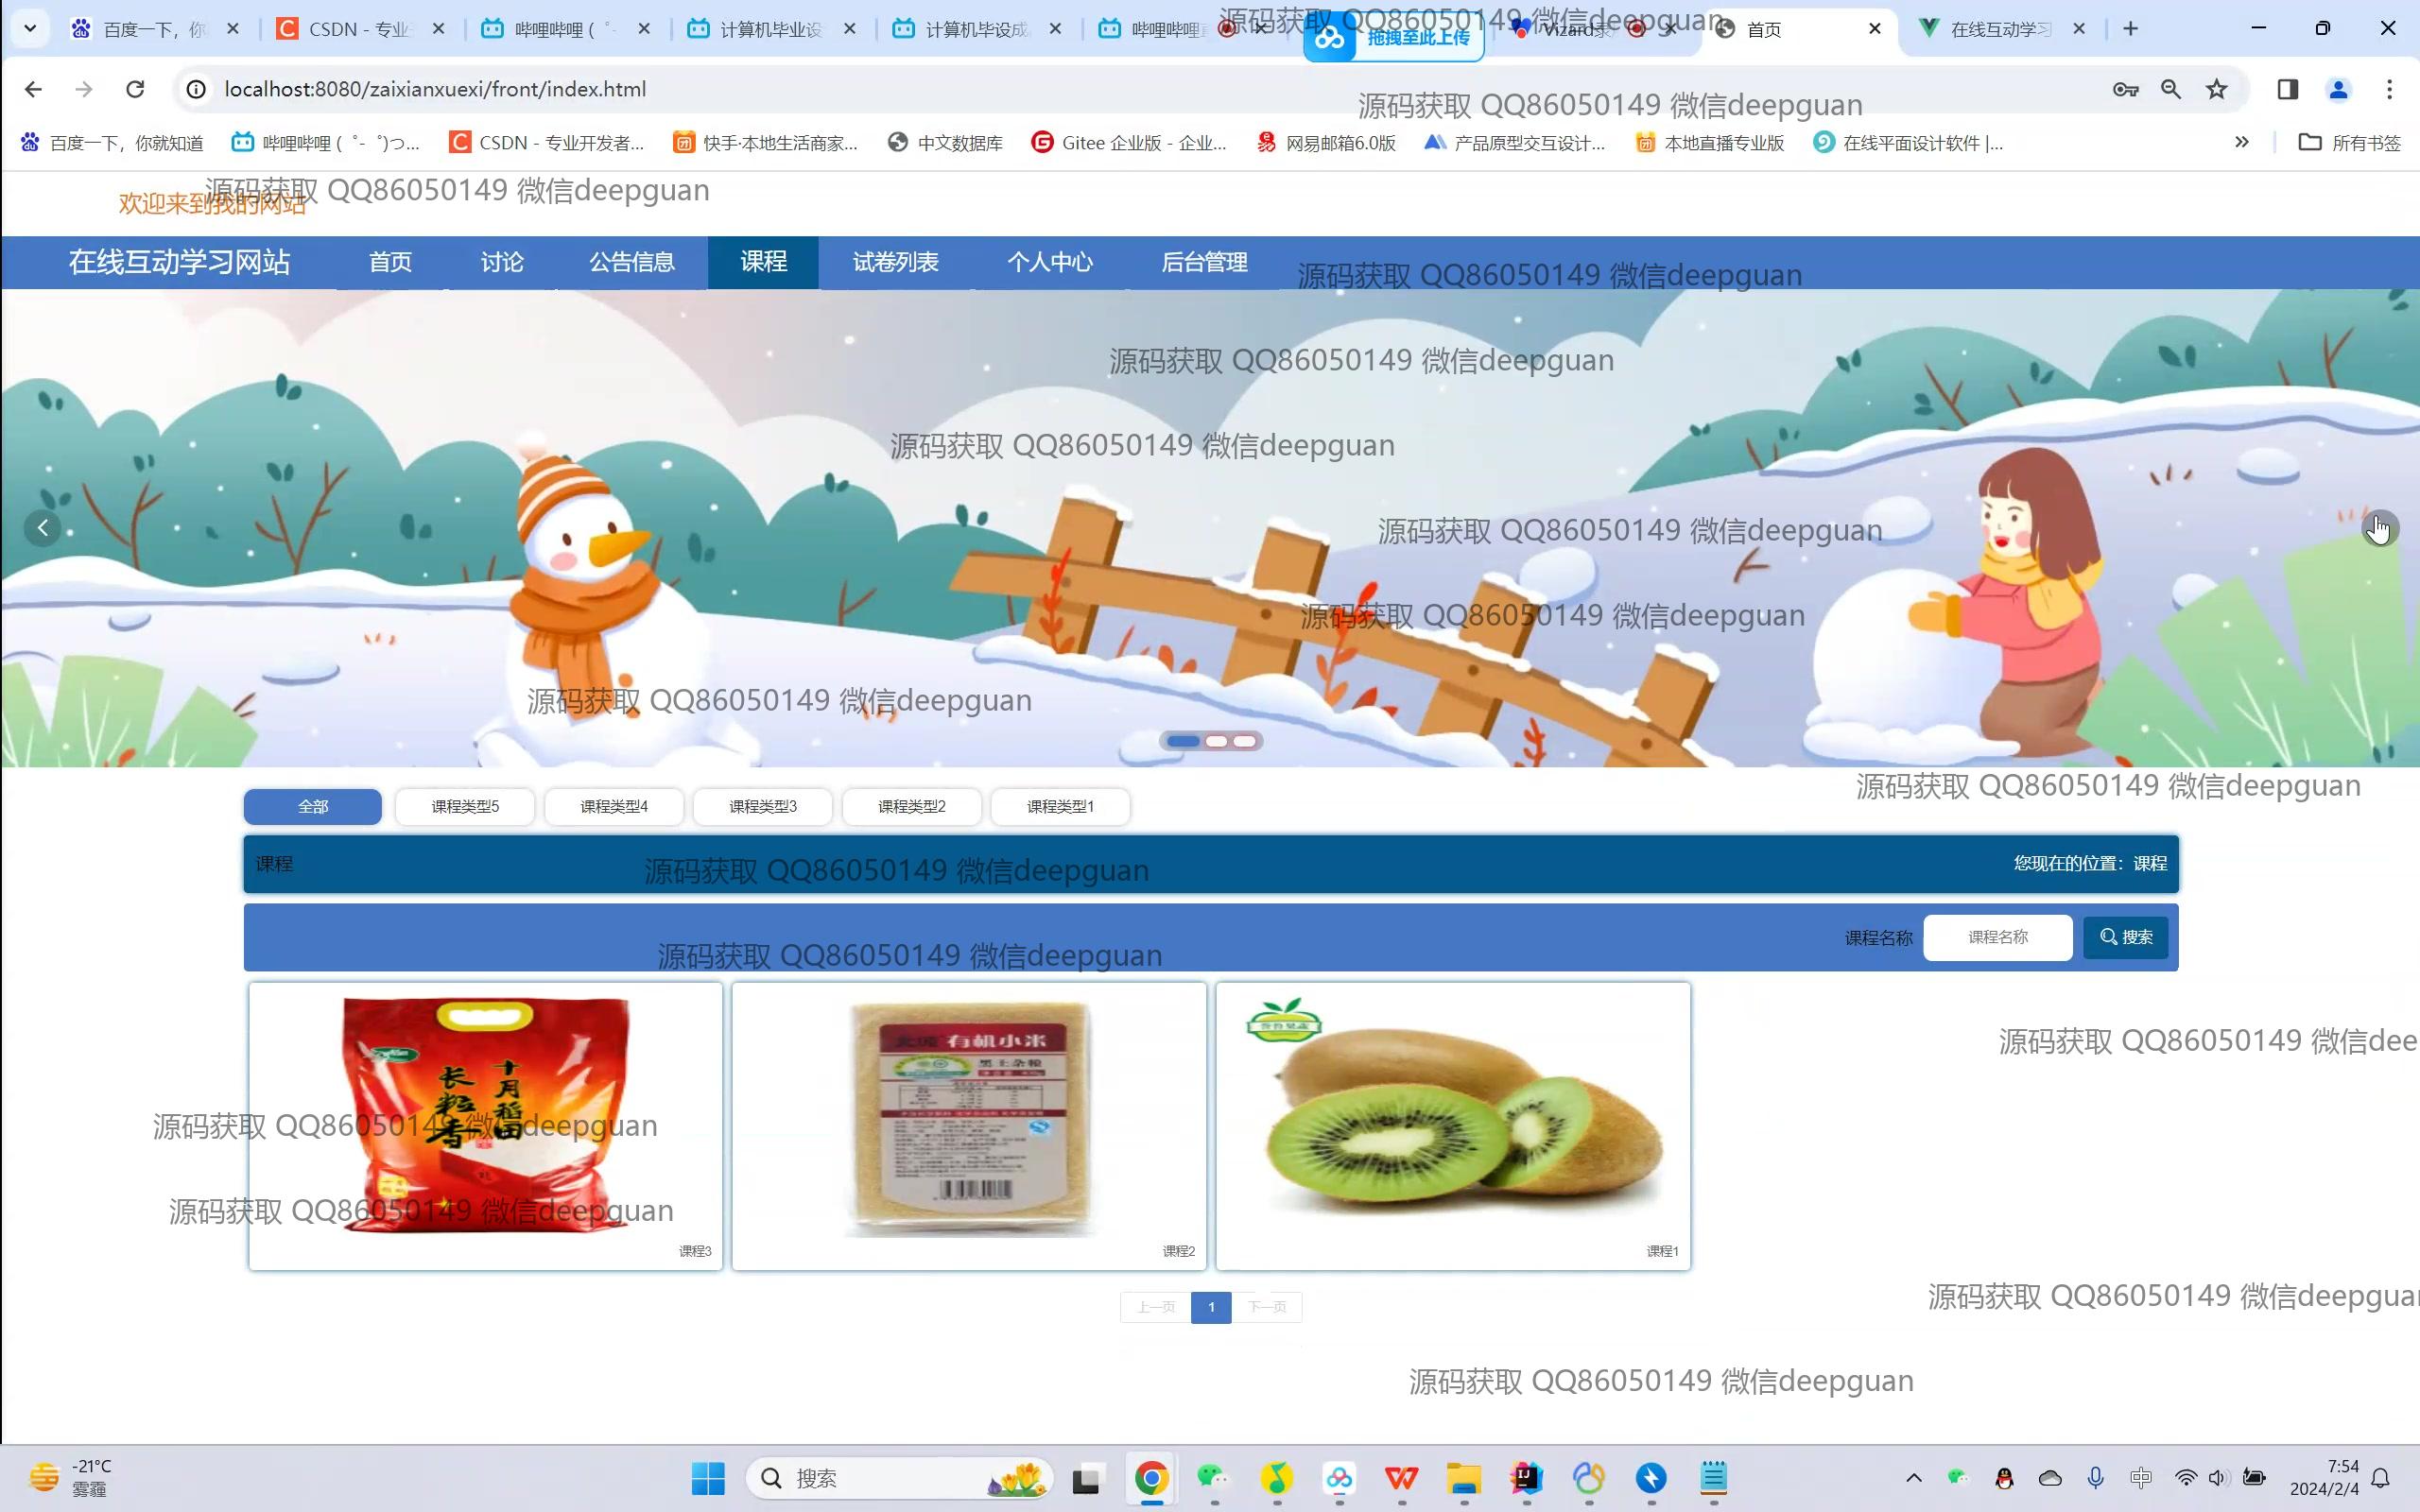 百度一下，你
CSDN - 专业
哔哩哔哩 (゜-
计算机毕业设
计算机毕设成
哔哩哔哩
拖拽至此上传
Vizard
首页
在线互动学习
源码获取 QQ86050149 微信deepguan
localhost:8080/zaixianxuexi/front/index.html
源码获取 QQ86050149 微信deepguan
百度一下，你就知道
哔哩哔哩 (゜-゜)つ...
CSDN - 专业开发者...
快手·本地生活商家...
中文数据库
Gitee 企业版 - 企业...
网易邮箱6.0版
产品原型交互设计...
本地直播专业版
在线平面设计软件 |...
所有书签
欢迎来到我的网站
源码获取 QQ86050149 微信deepguan
在线互动学习网站
首页
讨论
公告信息
课程
试卷列表
个人中心
后台管理
源码获取 QQ86050149 微信deepguan
源码获取 QQ86050149 微信deepguan
源码获取 QQ86050149 微信deepguan
源码获取 QQ86050149 微信deepguan
源码获取 QQ86050149 微信deepguan
源码获取 QQ86050149 微信deepguan
源码获取 QQ86050149 微信deepguan
全部
课程类型5
课程类型4
课程类型3
课程类型2
课程类型1
课程
源码获取 QQ86050149 微信deepguan
您现在的位置：课程
源码获取 QQ86050149 微信deepguan
课程名称
课程名称
搜索
十月稻田
长粒香
有机小米
黑土杂粮
源码获取 QQ86050149 微信dee
源码获取 QQ86050149 微信deepguan
源码获取 QQ86050149 微信deepguan
课程3
课程2
课程1
上一页
1
下一页
源码获取 QQ86050149 微信deepgua
源码获取 QQ86050149 微信deepguan
-21°C
雾霾
搜索
中
7:54
2024/2/4